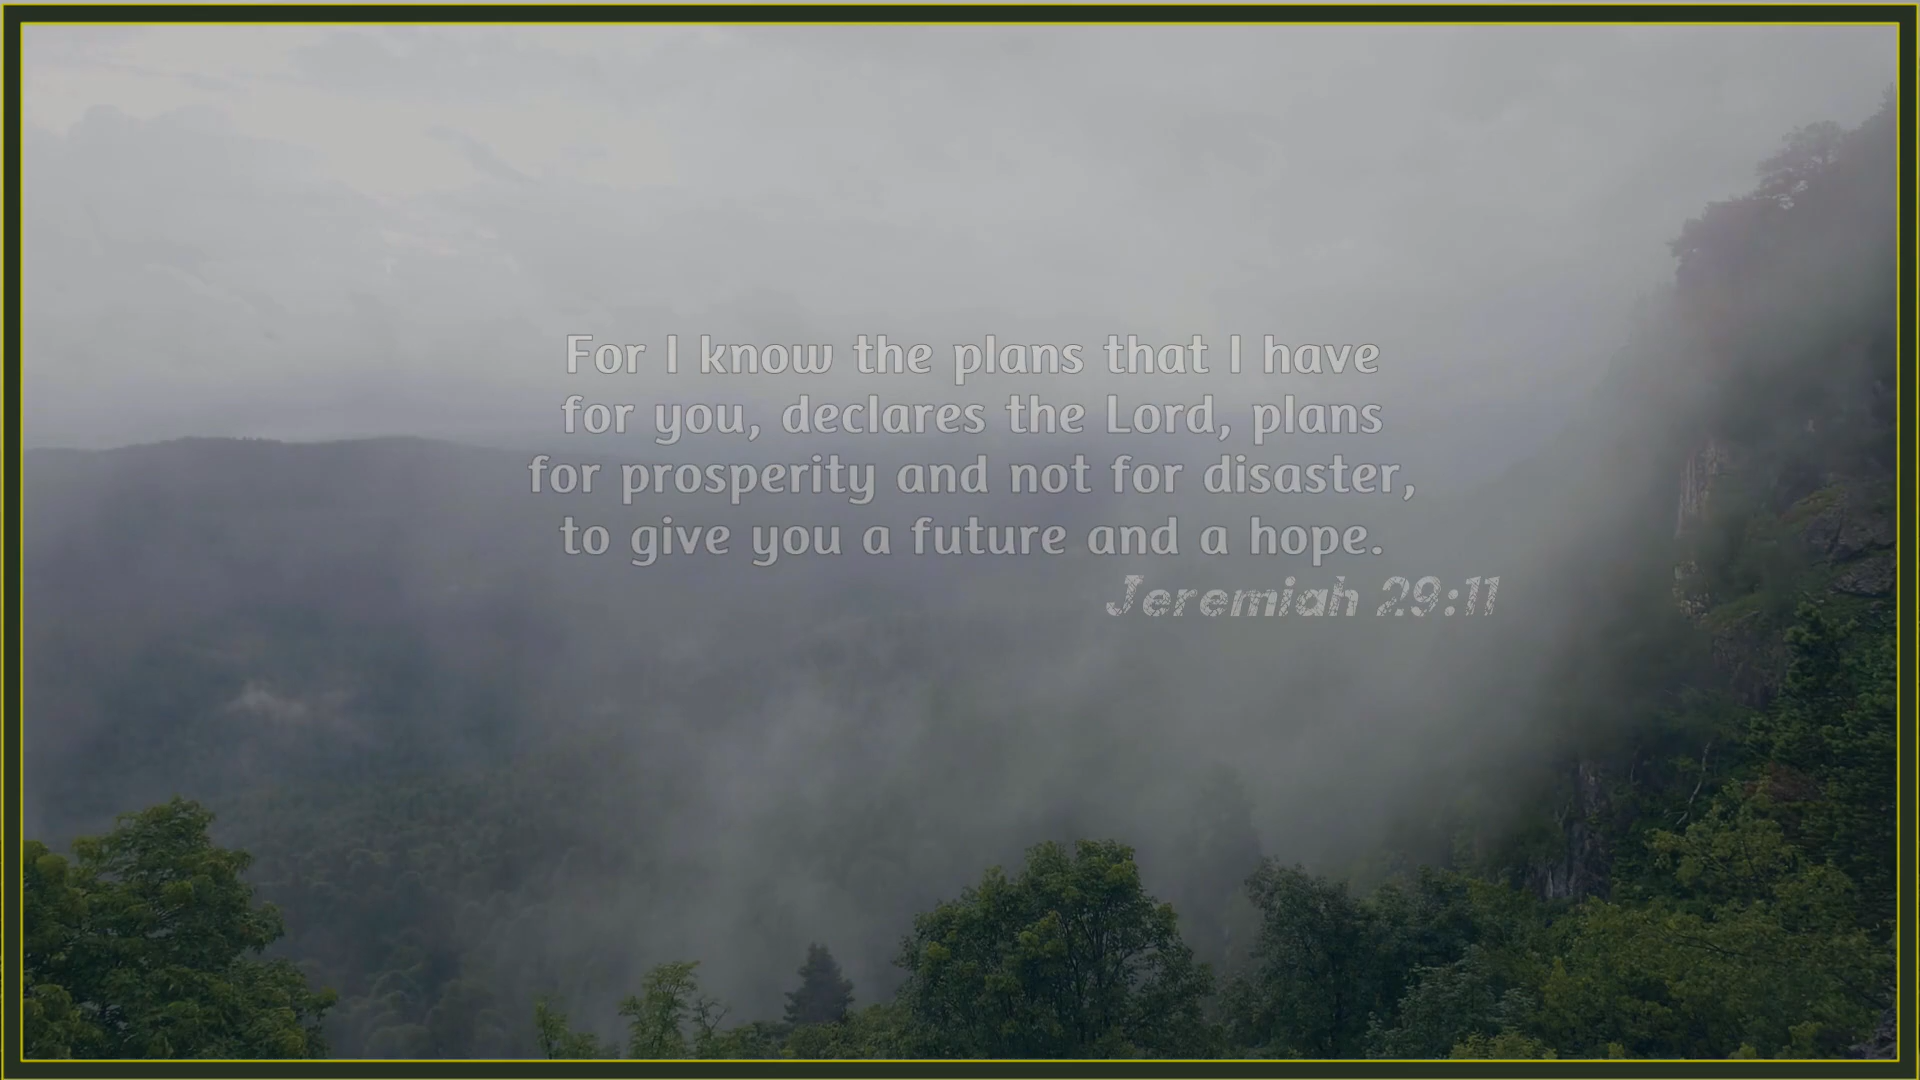 For I know the plans that I have
for you, declares the Lord, plans
for prosperity and not for disaster,
to give you a future and a hope.
Jeremiah 29:11